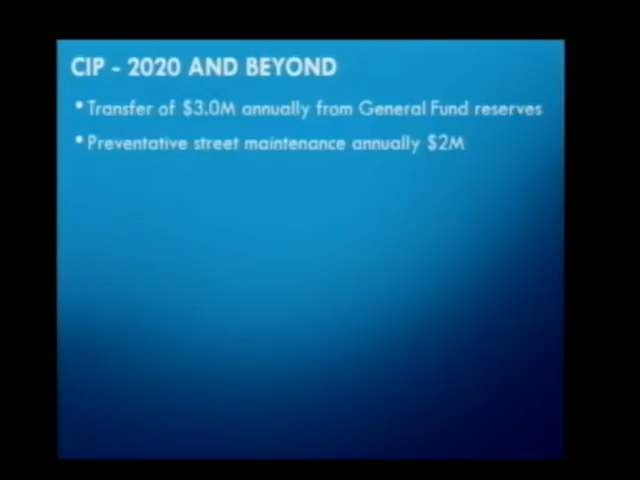 CIP - 2020 AND BEYOND
• Transfer of $3.0M annually from General Fund reserves
• Preventative street maintenance annually $2M